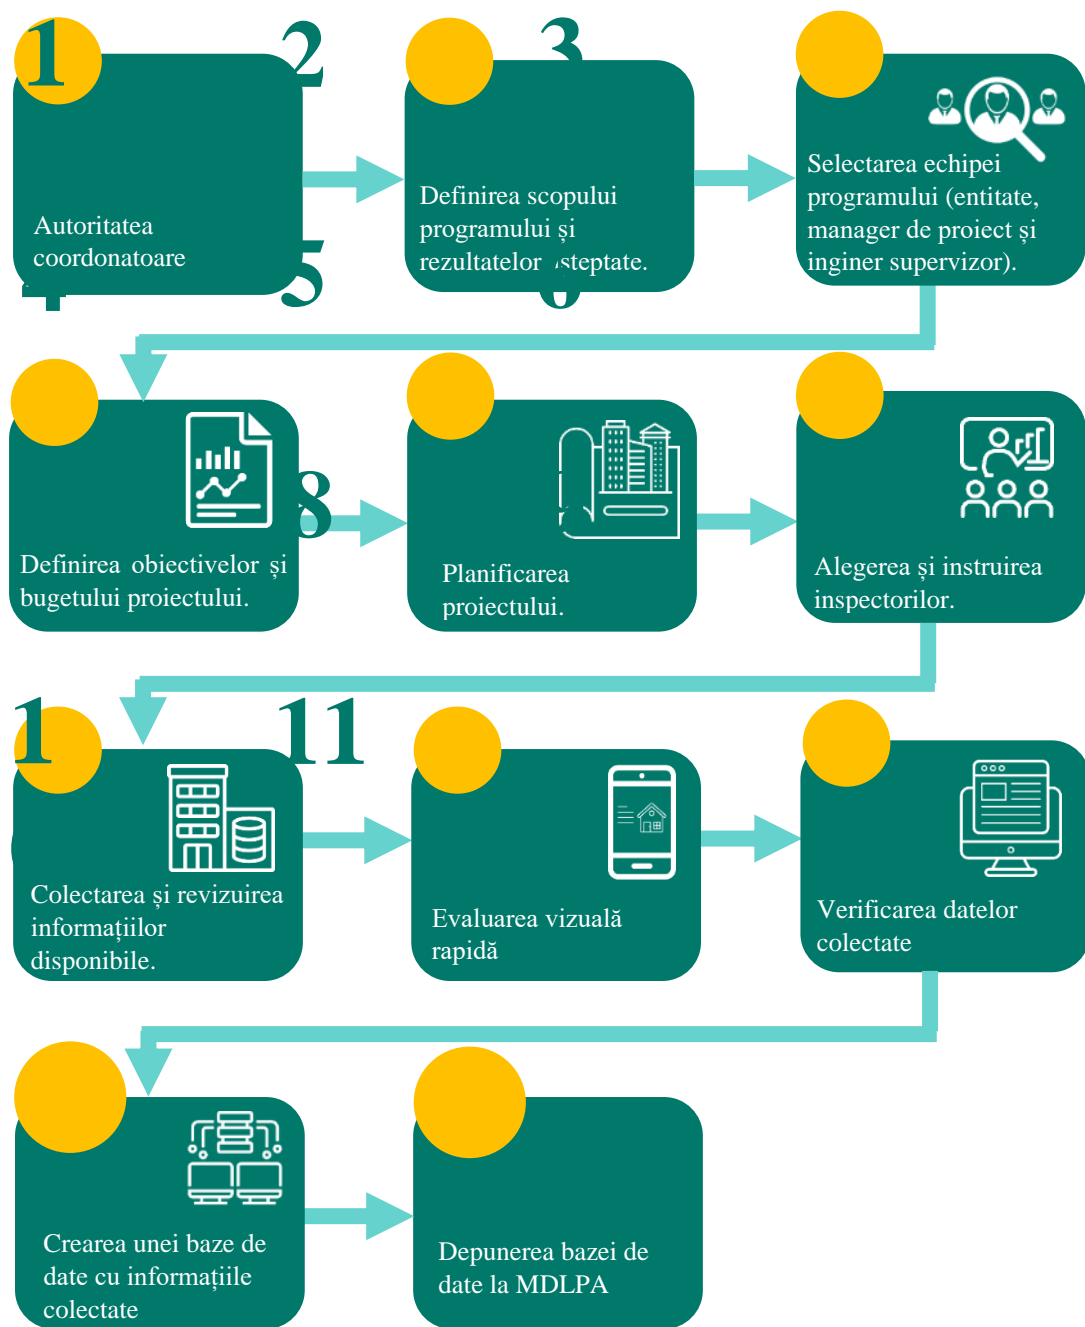 1
2
3
Autoritatea
coordonatoare
Definirea scopului
programului și
rezultatelor așteptate.
Selectarea echipei
programului (entitate,
manager de proiect și
inginer supervizor).
4
5
6
Definirea obiectivelor și
bugetului proiectului.
8
Planificarea
proiectului.
Alegerea și instruirea
inspectorilor.
1
11
Colectarea și revizuirea
informațiilor
disponibile.
Evaluarea vizuală
rapidă
Verificarea datelor
colectate
Crearea unei baze de
date cu informațiile
colectate
Depunerea bazei de
date la MDLPA